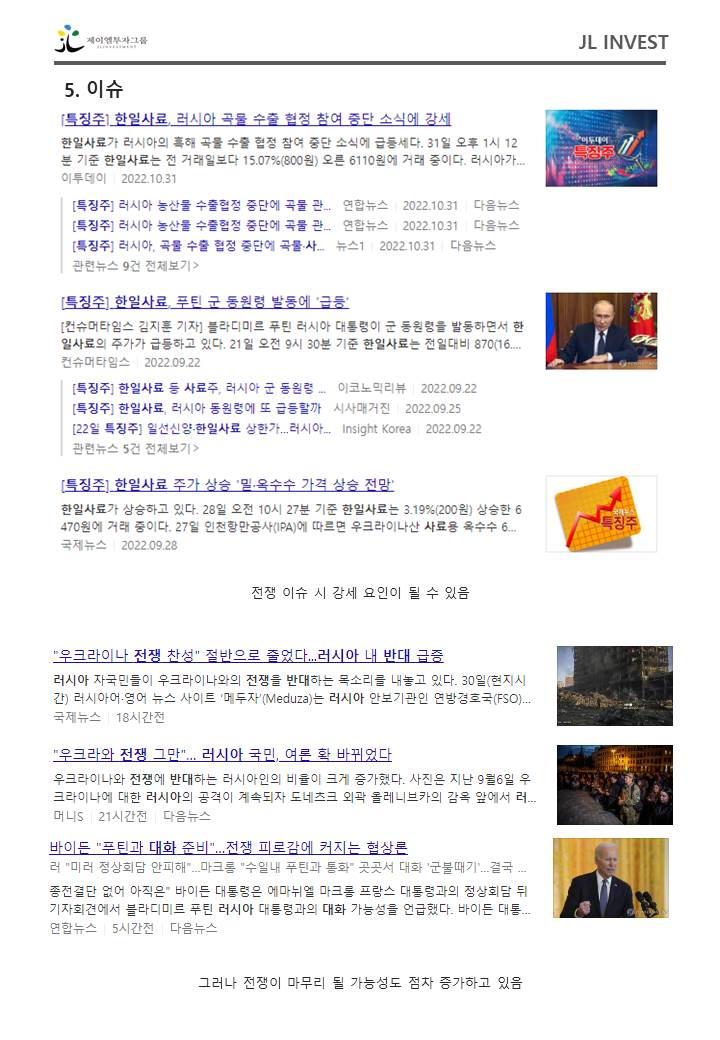 제이엘투자그룹
JLINVESTMENT
JL INVEST
5. 이슈
[특징주] 한일사료, 러시아 곡물 수출 협정 참여 중단 소식에 강세
한일사료가 러시아의 흑해 곡물 수출 협정 참여 중단 소식에 급등세다. 31일 오후 1시 12
분 기준 한일사료는 전 거래일보다 15.07%(800원) 오른 6110원에 거래 중이다. 러시아가...
이투데이 | 2022.10.31
이투데이
특징주
[특징주] 러시아 농산물 수출협정 중단에 곡물 관... 연합뉴스 | 2022.10.31 | 다음뉴스
[특징주] 러시아 농산물 수출협정 중단에 곡물 관... 연합뉴스 | 2022.10.31 | 다음뉴스
[특징주] 러시아, 곡물 수출 협정 중단에 곡물·사... 뉴스1 | 2022.10.31 | 다음뉴스
관련뉴스 9건 전체보기>
[특징주] 한일사료, 푸틴 군 동원령 발동에 '급등'
[컨슈머타임스 김지훈 기자] 블라디미르 푸틴 러시아 대통령이 군 동원령을 발동하면서 한
일사료의 주가가 급등하고 있다. 21일 오전 9시 30분 기준 한일사료는 전일대비 870(16....
컨슈머타임스 | 2022.09.22
[특징주] 한일사료 등 사료주, 러시아 군 동원령 ... 이코노믹리뷰 | 2022.09.22
[특징주] 한일사료, 러시아 동원령에 또 급등할까 시사매거진 | 2022.09.25
[22일 특징주] 일선신양·한일사료 상한가...러시아... Insight Korea | 2022.09.22
관련뉴스 5건 전체보기>
[특징주] 한일사료 주가 상승 '밀·옥수수 가격 상승 전망'
한일사료가 상승하고 있다. 28일 오전 10시 27분 기준 한일사료는 3.19%(200원) 상승한 6
470원에 거래 중이다. 27일 인천항만공사(IPA)에 따르면 우크라이나산 사료용 옥수수 6...
국제뉴스 | 2022.09.28
국제뉴스
특징주
전쟁 이슈 시 강세 요인이 될 수 있음
"우크라이나 전쟁 찬성" 절반으로 줄었다...러시아 내 반대 급증
러시아 자국민들이 우크라이나와의 전쟁을 반대하는 목소리를 내놓고 있다. 30일(현지시
간) 러시아어·영어 뉴스 사이트 '메두자'(Meduza)는 러시아 안보기관인 연방경호국(FSO)...
국제뉴스 | 18시간전
"우크라와 전쟁 그만"... 러시아 국민, 여론 확 바뀌었다
우크라이나와 전쟁에 반대하는 러시아인의 비율이 크게 증가했다. 사진은 지난 9월6일 우
크라이나에 대한 러시아의 공격이 계속되자 도네츠크 외곽 올레니브카의 감옥 앞에서 러...
머니S | 21시간전 | 다음뉴스
바이든 "푸틴과 대화 준비"...전쟁 피로감에 커지는 협상론
러 "미러 정상회담 안피해"...마크롱 "수일내 푸틴과 통화" 곳곳서 대화 '군불때기'...결국 ...
종전결단 없어 아직은" 바이든 대통령은 에마뉘엘 마크롱 프랑스 대통령과의 정상회담 뒤
기자회견에서 블라디미르 푸틴 러시아 대통령과의 대화 가능성을 언급했다. 바이든 대통...
연합뉴스 | 5시간전 | 다음뉴스
그러나 전쟁이 마무리 될 가능성도 점차 증가하고 있음